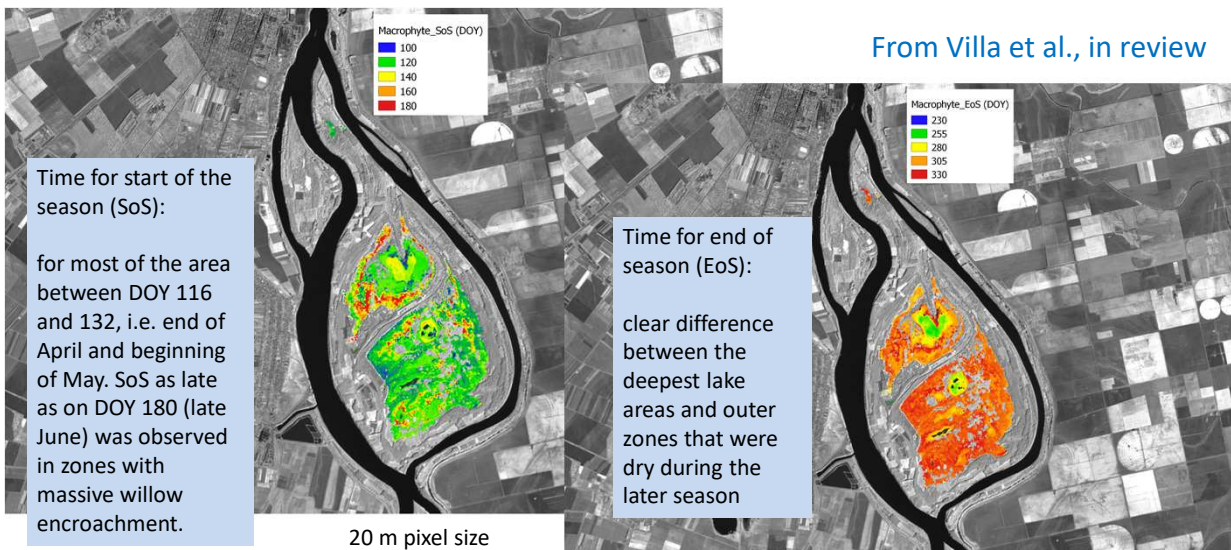 Macrophyte_SoS (DOY)
100
120
140
160
180
From Villa et al., in review
Macrophyte_EoS (DOY)
230
255
280
305
330
Time for start of the
season (SoS):
for most of the area
between DOY 116
and 132, i.e. end of
April and beginning
of May. SoS as late
as on DOY 180 (late
June) was observed
in zones with
massive willow
encroachment.
Time for end of
season (EoS):
clear difference
between the
deepest lake
areas and outer
zones that were
dry during the
later season
20 m pixel size